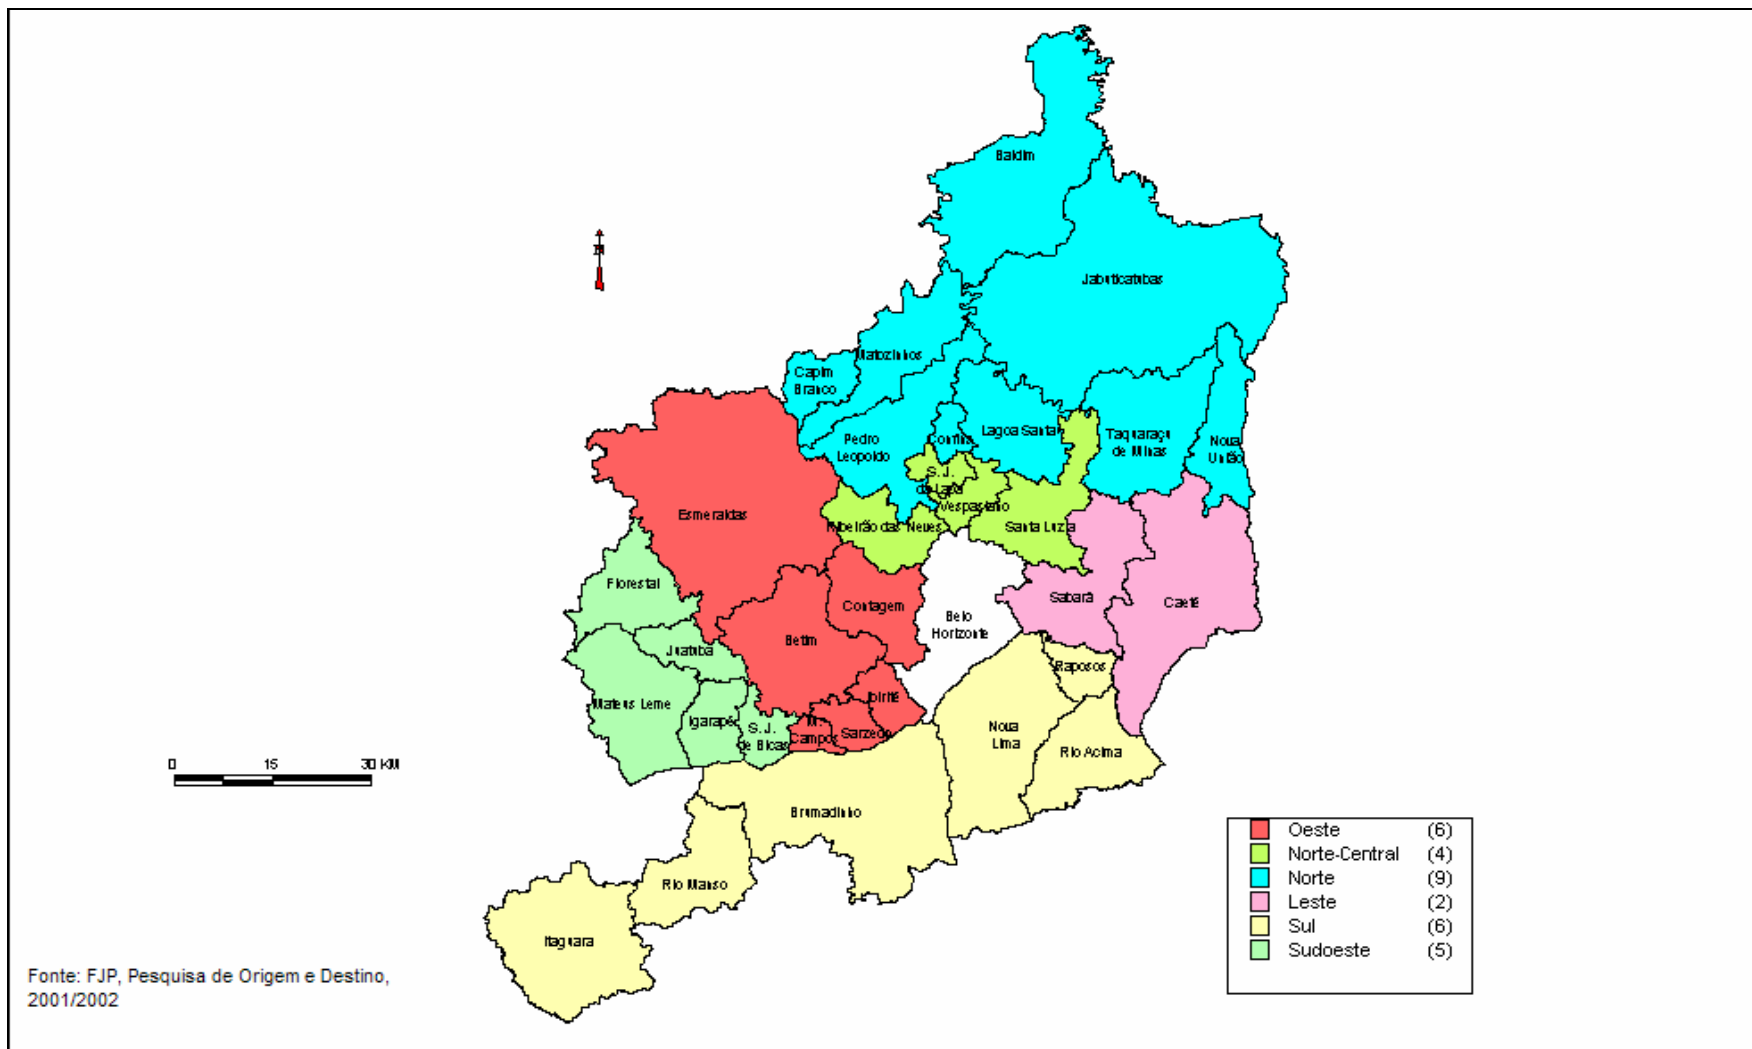 Baldim
Jabuticatubas
Matozinhos
Capim
Branco
Pedro
Leopoldo
Confins
Lagoa Santa
Taquaraçu
de Minas
Nova
União
S. J.
da Lapa
Vespasiano
Ribeirão das Neves
Santa Luzia
Esmeraldas
Florestal
Contagem
Sabará
Caeté
Belo
Horizonte
Betim
Juatuba
Raposos
Ibirité
Mateus Leme
Igarapé
S. J.
de Bicas
M.
Campos
Sarzedo
Nova
Lima
Rio Acima
0 15 30 KM
Brumadinho
Rio Manso
Itaguara
Oeste (6)
Norte-Central (4)
Norte (9)
Leste (2)
Sul (6)
Sudoeste (5)
Fonte: FJP, Pesquisa de Origem e Destino,
2001/2002